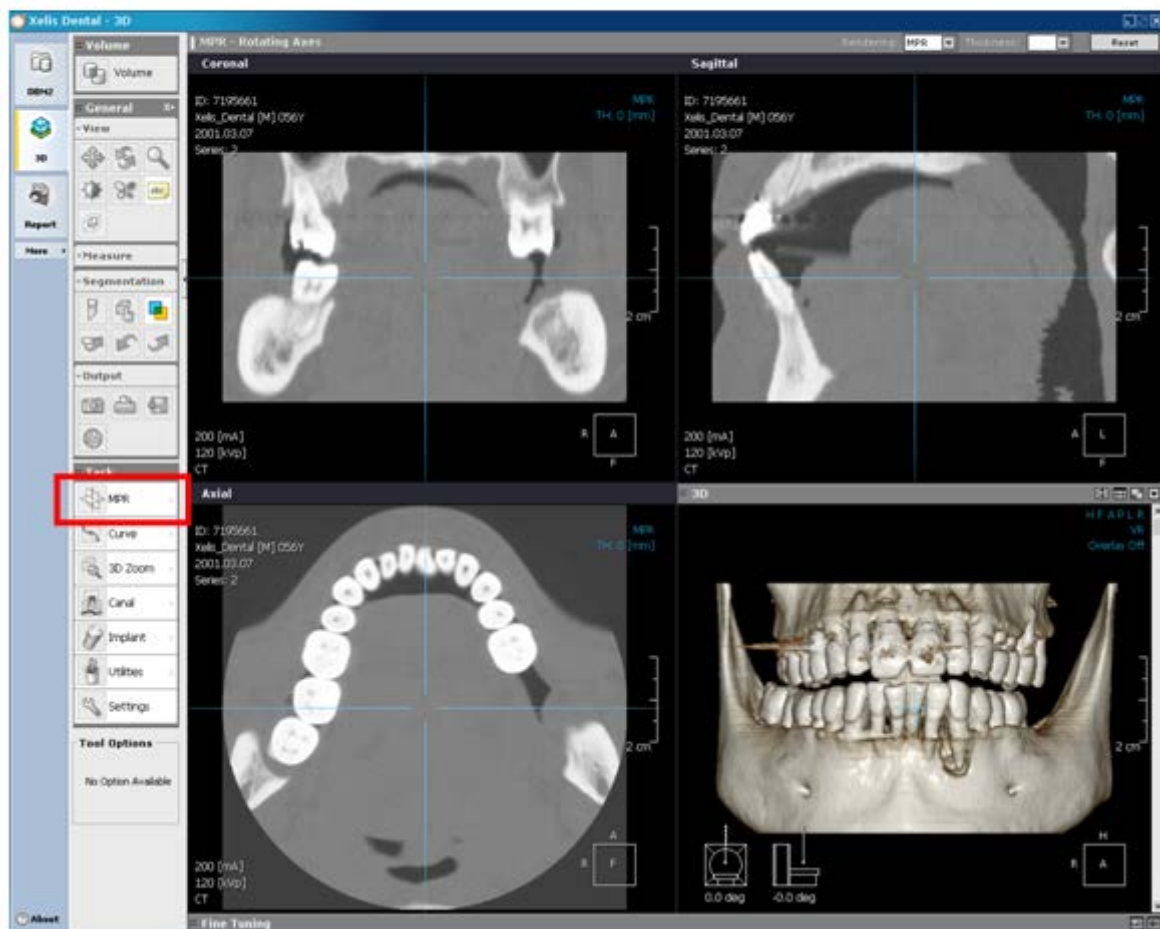 Xelis Dental - 3D
DBM2
3D
Report
More
Volume
Volume
General
View
abc
Measure
Segmentation
Output
Task
MPR
Curve
3D Zoom
Canal
Implant
Utilities
Settings
Tool Options
No Option Available
About
MPR - Rotating Axes
Rendering: MPR Thickness: Reset
Coronal
ID: 7195661
Xelis_Dental [M] 056Y
2001.03.07
Series: 2
MPR
TH: 0 [mm]
2 cm
200 [mA]
120 [kVp]
CT
R A
F
Sagittal
ID: 7195661
Xelis_Dental [M] 056Y
2001.03.07
Series: 2
MPR
TH: 0 [mm]
2 cm
200 [mA]
120 [kVp]
CT
A L
F
Axial
ID: 7195661
Xelis_Dental [M] 056Y
2001.03.07
Series: 2
MPR
TH: 0 [mm]
2 cm
200 [mA]
120 [kVp]
CT
A
R F
3D
H F A P L R
VR
Overlay Off
2 cm
0.0 deg -0.0 deg
H
R A
Fine Tuning